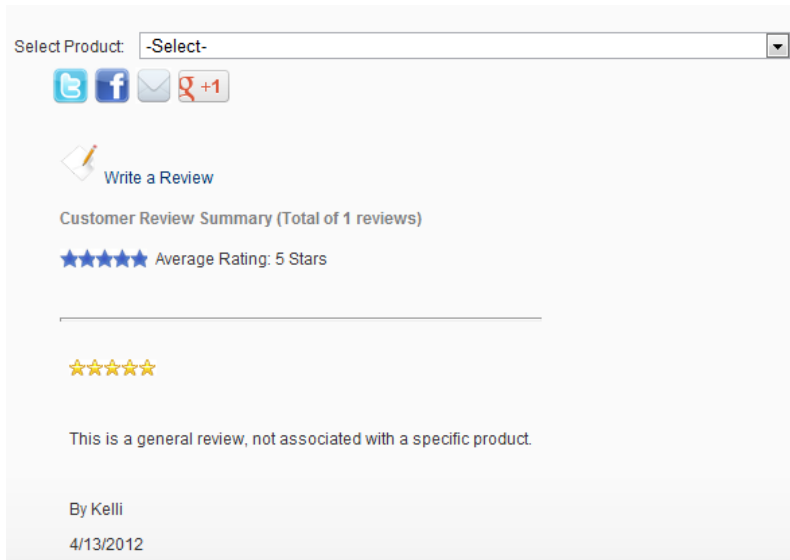 Select Product: -Select-
+1
Write a Review
Customer Review Summary (Total of 1 reviews)
Average Rating: 5 Stars
This is a general review, not associated with a specific product.
By Kelli
4/13/2012